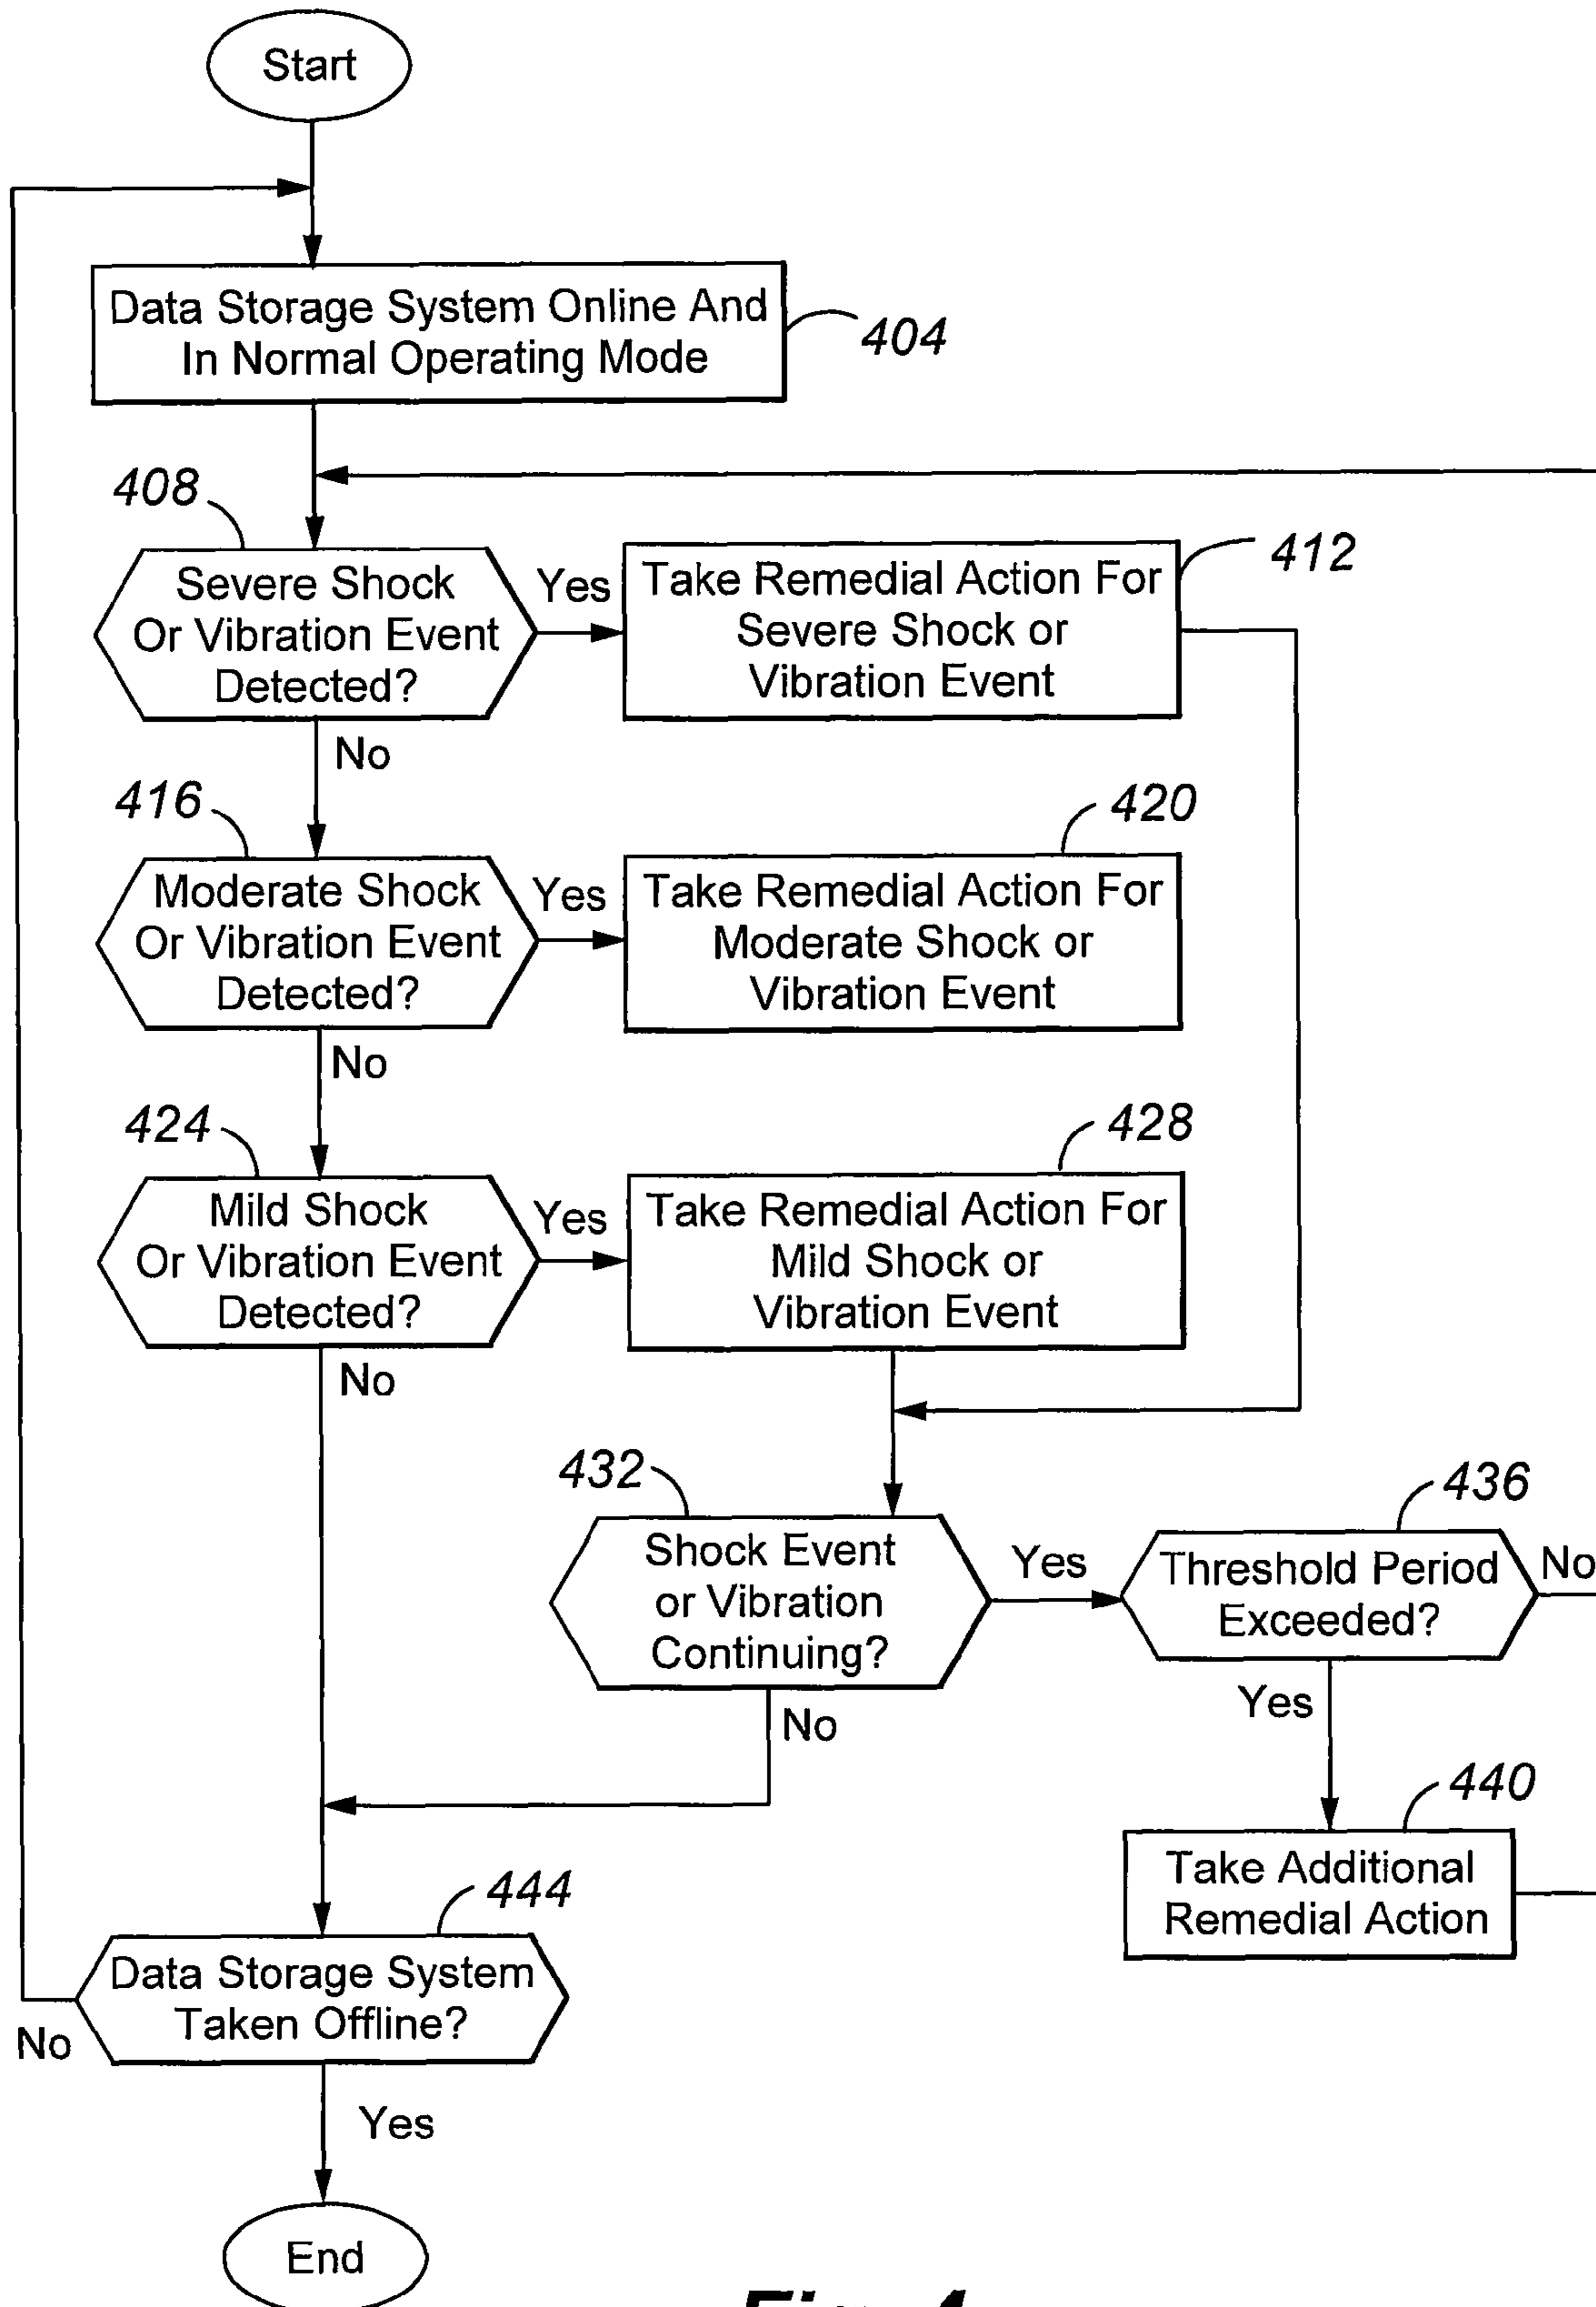 Start
Data Storage System Online And
In Normal Operating Mode
404
408
Severe Shock
Or Vibration Event
Detected?
Yes
Take Remedial Action For
Severe Shock or
Vibration Event
412
No
416
Moderate Shock
Or Vibration Event
Detected?
Yes
Take Remedial Action For
Moderate Shock or
Vibration Event
420
No
424
Mild Shock
Or Vibration Event
Detected?
Yes
Take Remedial Action For
Mild Shock or
Vibration Event
428
No
432
Shock Event
or Vibration
Continuing?
Yes
436
Threshold Period
Exceeded?
No
No
Yes
440
Take Additional
Remedial Action
444
Data Storage System
Taken Offline?
No
Yes
End